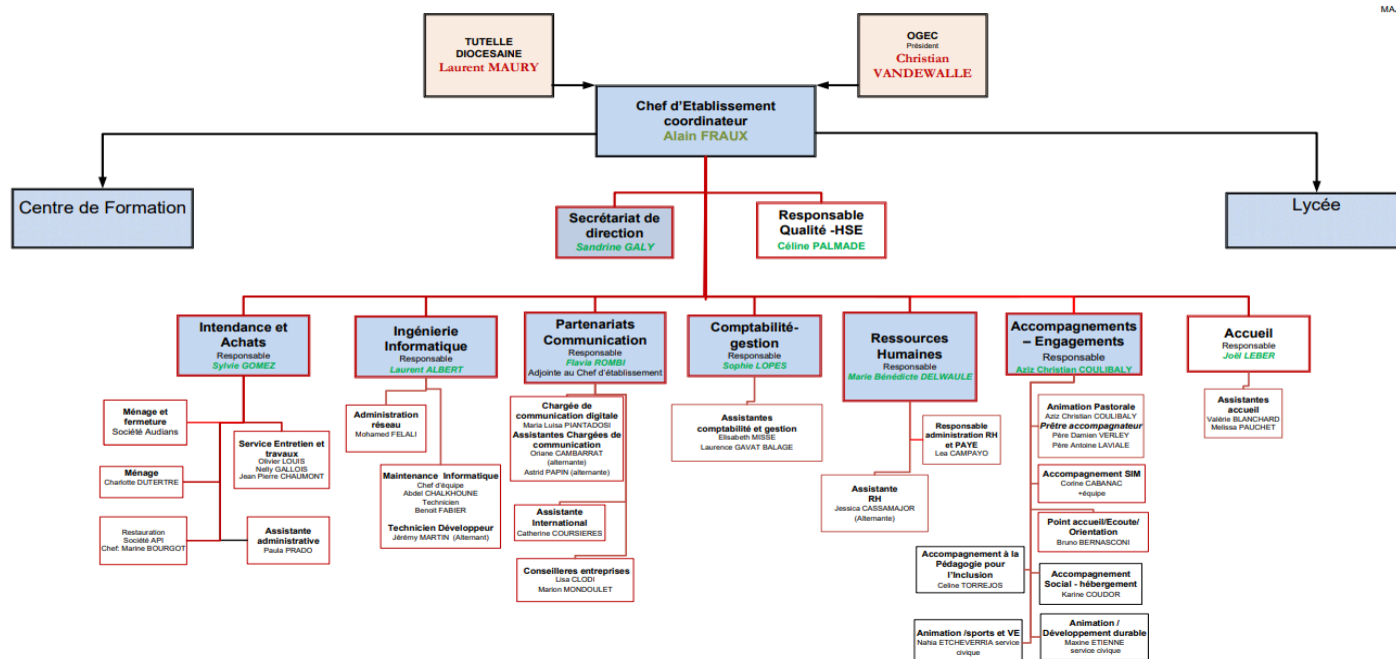 MA
TUTELLE
DIOCESAINE
Laurent MAURY
OGEC
Président
Christian
VANDEWALLE
Chef d'Etablissement
coordinateur
Alain FRAUX
Centre de Formation
Lycée
Secrétariat de
direction
Sandrine GALY
Responsable
Qualité -HSE
Céline PALMADE
Intendance et
Achats
Responsable
Sylvie GOMEZ
Ingénierie
Informatique
Responsable
Laurent ALBERT
Partenariats
Communication
Responsable
Flavia ROMBI
Adjointe au Chef d'établissement
Comptabilité-
gestion
Responsable
Sophie LOPES
Ressources
Humaines
Responsable
Marie Bénédicte DELWAULE
Accompagnements
– Engagements
Responsable
Aziz Christian COULIBALY
Accueil
Responsable
Joël LEBER
Ménage et
fermeture
Société Audians
Service Entretien et
travaux
Olivier LOUIS
Nelly GALLOIS
Jean Pierre CHAUMONT
Ménage
Charlotte DUTERTRE
Restauration
Société API
Chef: Marine BOURGOT
Assistante
administrative
Paula PRADO
Administration
réseau
Mohamed FELALI
Maintenance Informatique
Chef d'équipe
Abdel CHALKHOUNE
Technicien
Benoit FABIER
Technicien Développeur
Jérémy MARTIN (Alternant)
Chargée de
communication digitale
Maria Luisa PIANTADOSI
Assistantes Chargées de
communication
Oriane CAMBARRAT
(alternante)
Astrid PAPIN (alternante)
Assistante
International
Catherine COURSIERES
Conseilleres entreprises
Lisa CLODI
Marion MONDOULET
Assistantes
comptabilité et gestion
Elisabeth MISSE
Laurence GAVAT BALAGE
Responsable
administration RH
et PAYE
Lea CAMPAYO
Assistante
RH
Jessica CASSAMAJOR
(Alternante)
Animation Pastorale
Aziz Christian COULIBALY
Prêtre accompagnateur
Père Damien VERLEY
Père Antoine LAVIALE
Accompagnement SIM
Corine CABANAC
+équipe
Point accueil/Ecoute/
Orientation
Bruno BERNASCONI
Accompagnement à la
Pédagogie pour
l'Inclusion
Celine TORREJOS
Accompagnement
Social - hébergement
Karine COUDOR
Animation /sports et VE
Nahia ETCHEVERRIA service
civique
Animation /
Développement durable
Maxine ETIENNE
service civique
Assistantes
accueil
Valérie BLANCHARD
Melissa PAUCHET